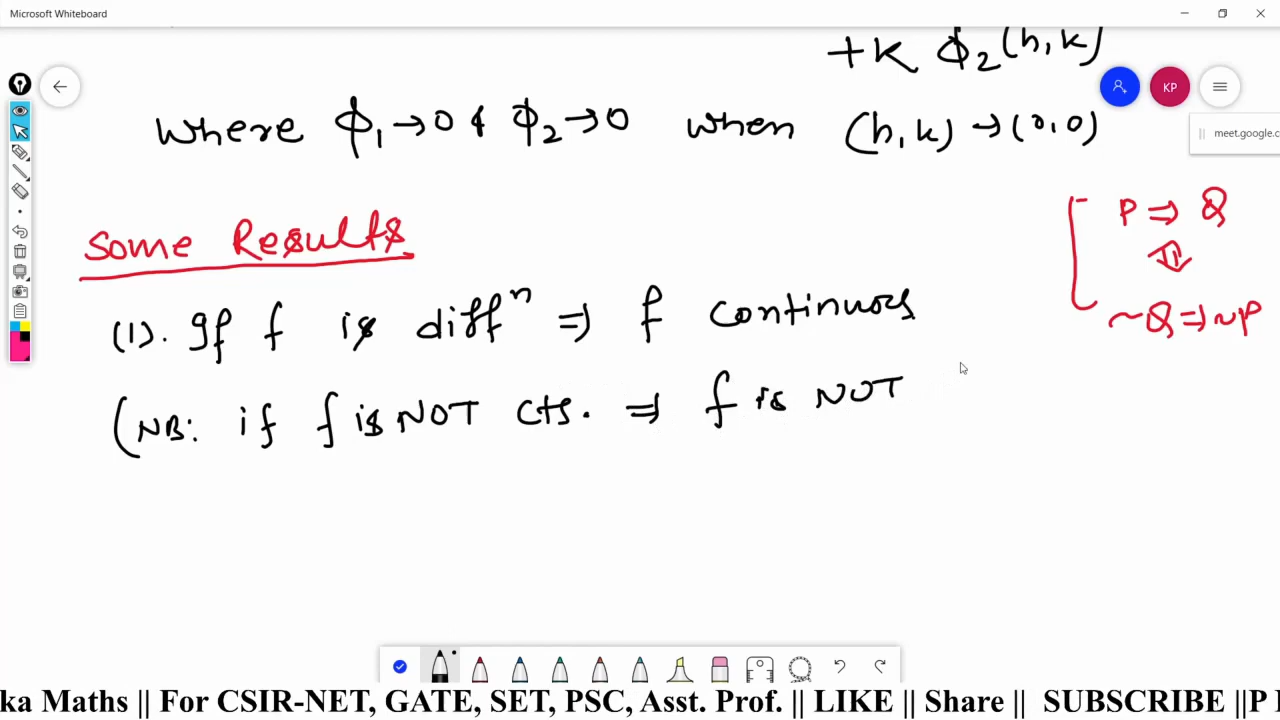 Microsoft Whiteboard
+k ϕ₂(h,k)
where ϕ₁→0 & ϕ₂→0 when (h,k)→(0,0)
KP
meet.google.c
Some Results
P ⇒ Q
⇕
~Q ⇒ ~P
(1). If f is diffⁿ ⇒ f continuous
(NB: if f is NOT cts. ⇒ f is NOT
ka Maths || For CSIR-NET, GATE, SET, PSC, Asst. Prof. || LIKE || Share || SUBSCRIBE ||P